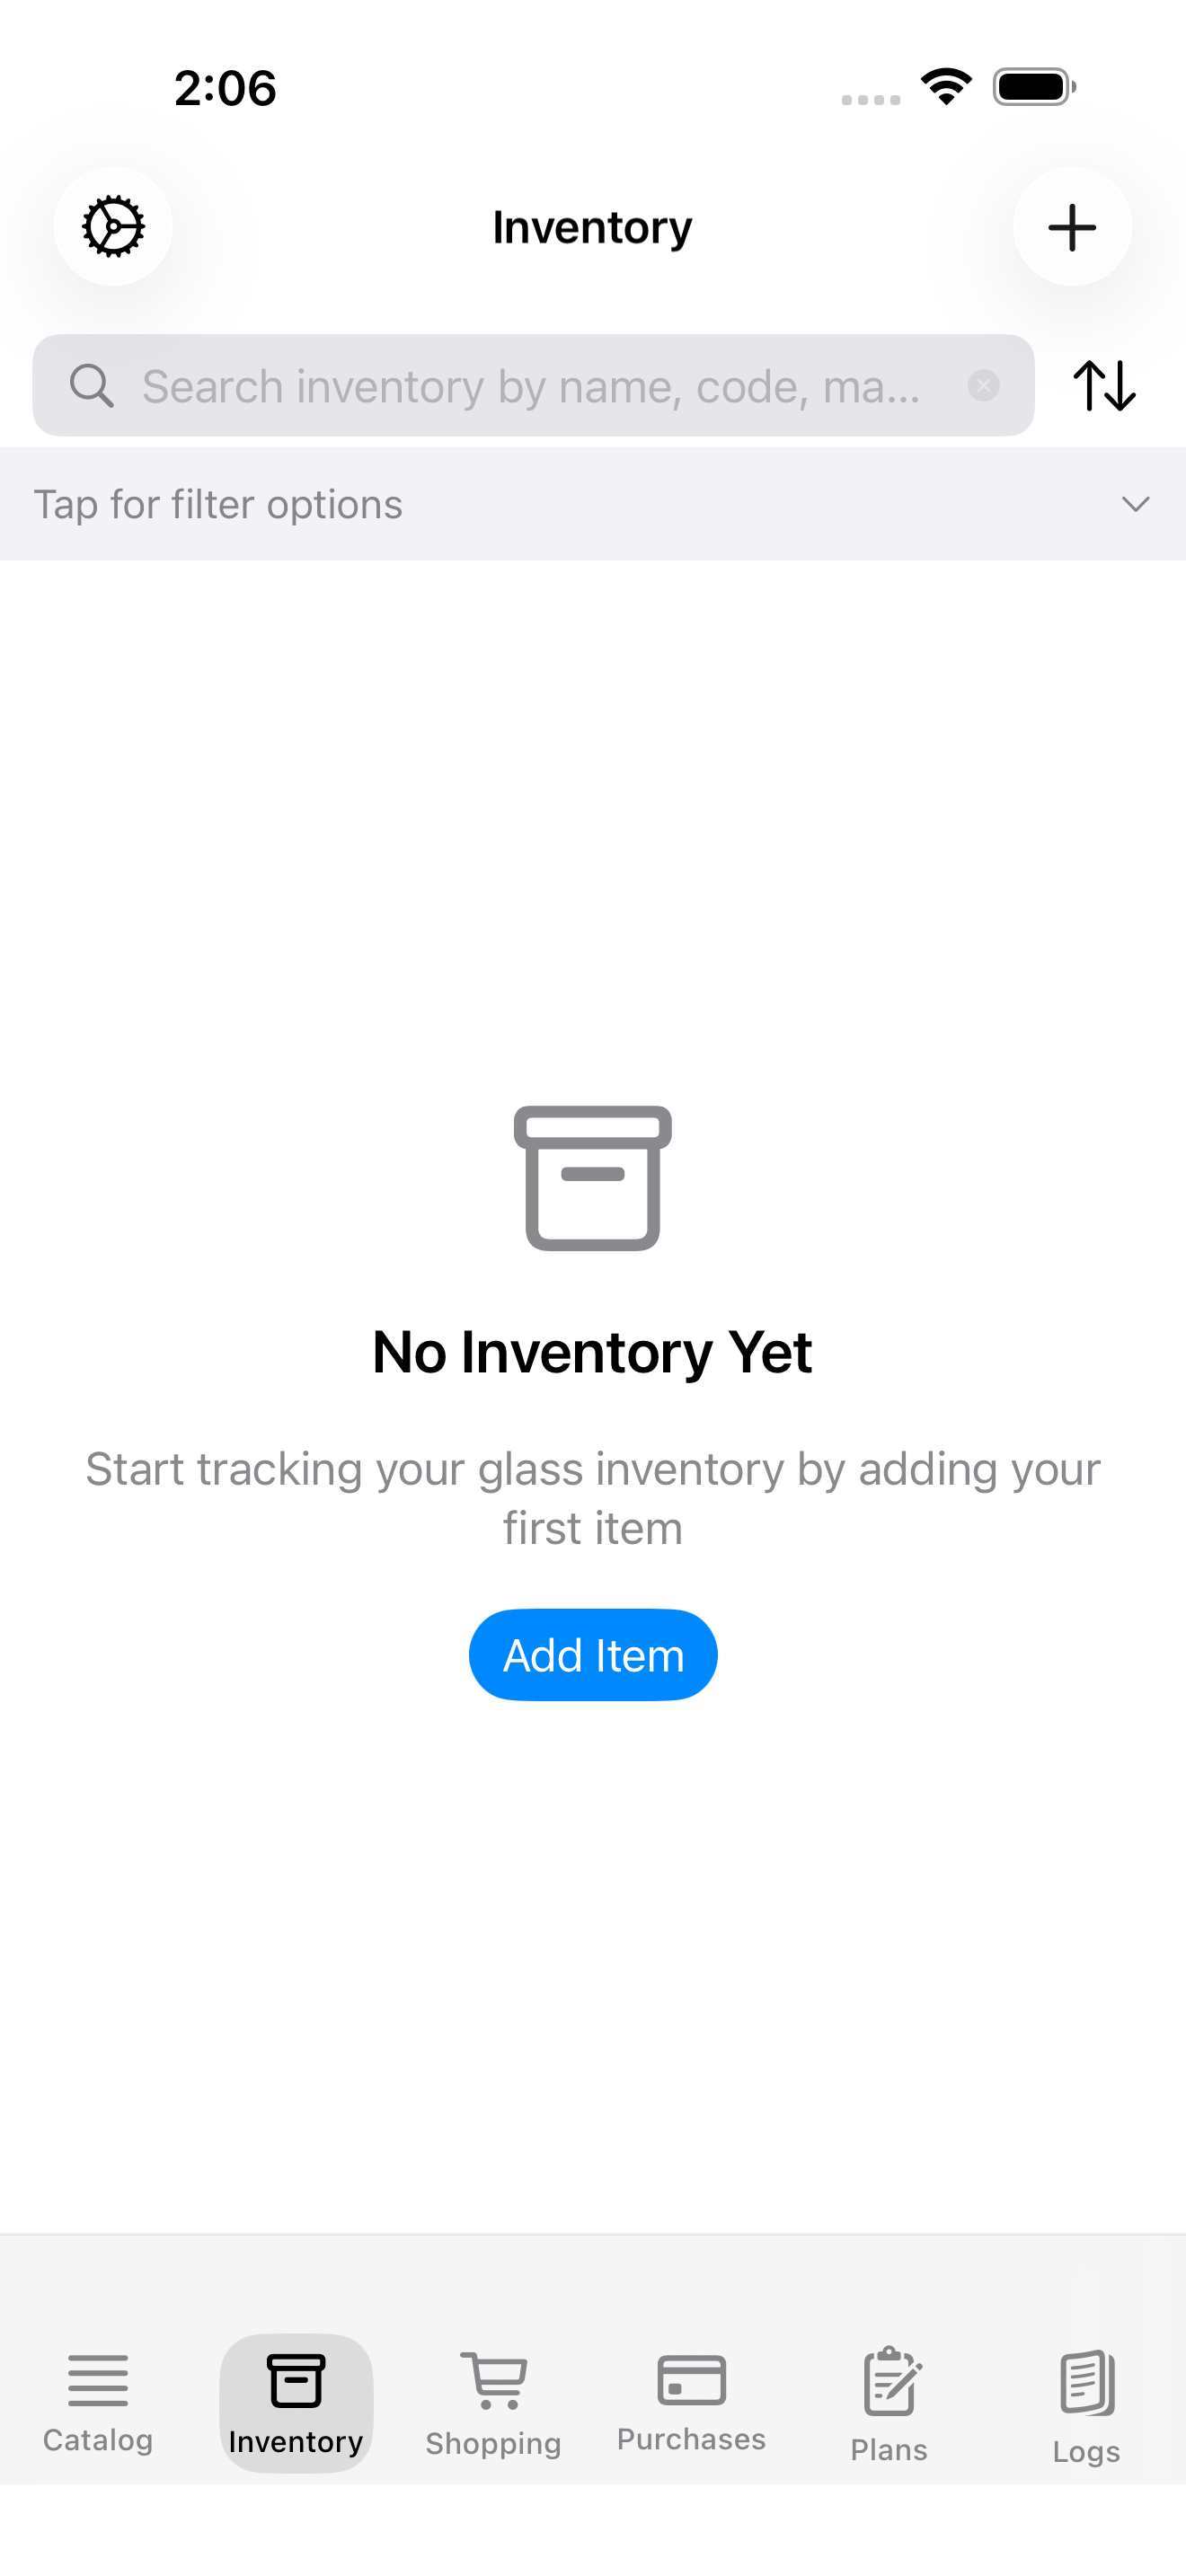 2:06
Inventory
Search inventory by name, code, ma...
Tap for filter options
No Inventory Yet
Start tracking your glass inventory by adding your
first item
Add Item
Catalog
Inventory
Shopping
Purchases
Plans
Logs